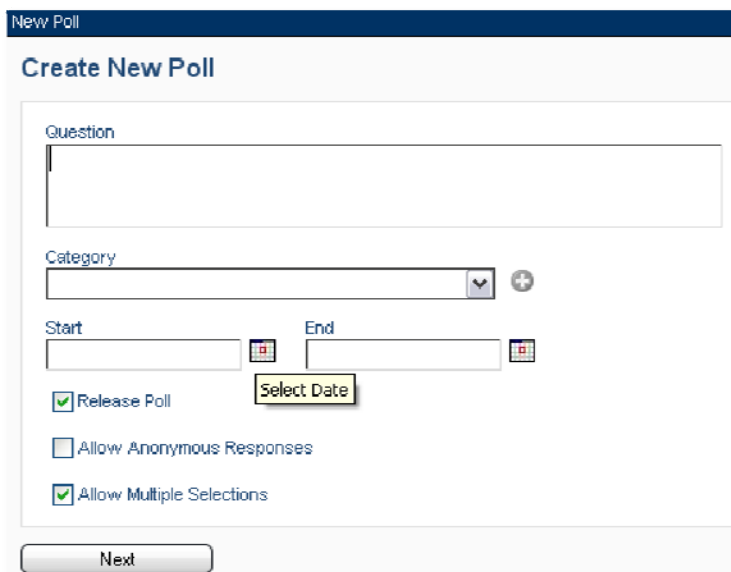 New Poll
Create New Poll
Question
Category
Start End
Select Date
Release Poll
Allow Anonymous Responses
Allow Multiple Selections
Next